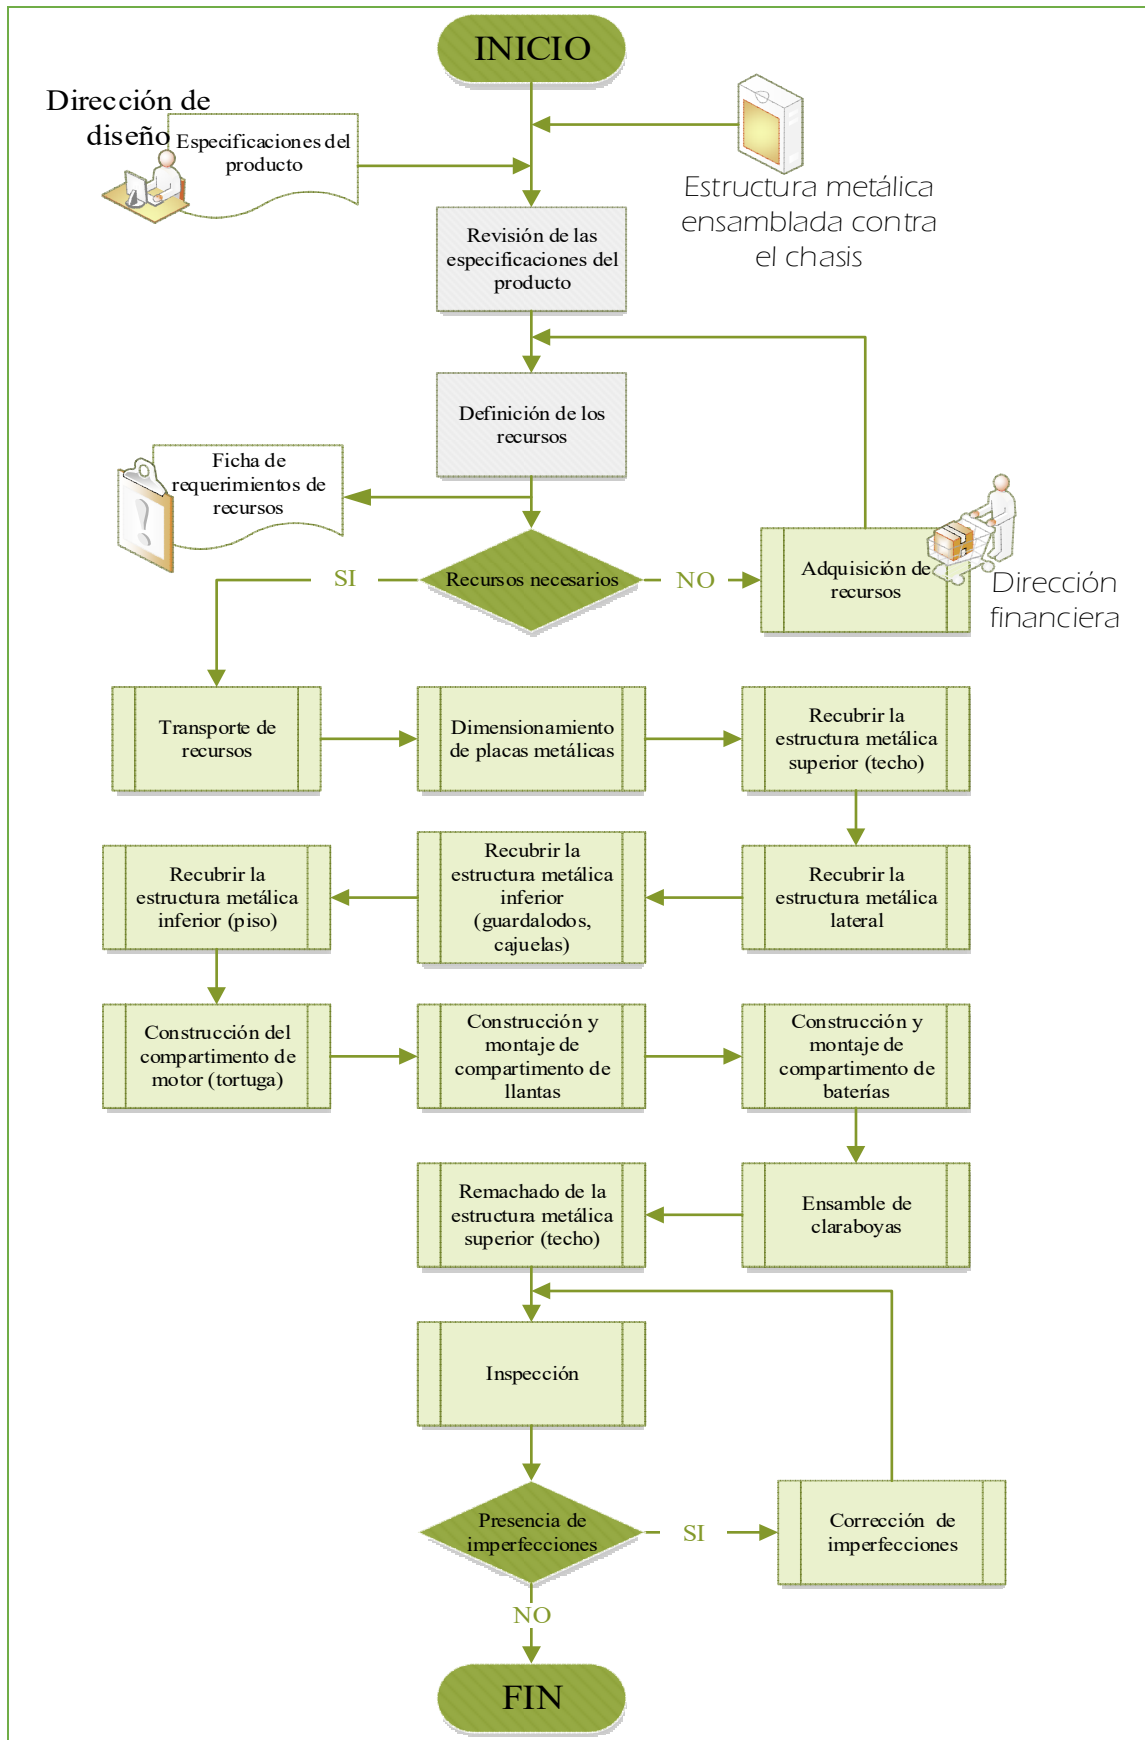 INICIO
Dirección de
diseño
Especificaciones del
producto
Estructura metálica
ensamblada contra
el chasis
Revisión de las
especificaciones del
producto
Definición de los
recursos
Ficha de
requerimientos de
recursos
Recursos necesarios
SI
NO
Adquisición de
recursos
Dirección
financiera
Transporte de
recursos
Dimensionamiento
de placas metálicas
Recubrir la
estructura metálica
superior (techo)
Recubrir la
estructura metálica
lateral
Recubrir la
estructura metálica
inferior
(guardalodos,
cajuelas)
Recubrir la
estructura metálica
inferior (piso)
Construcción del
compartimento de
motor (tortuga)
Construcción y
montaje de
compartimento de
llantas
Construcción y
montaje de
compartimento de
baterías
Ensamble de
claraboyas
Remachado de la
estructura metálica
superior (techo)
Inspección
Presencia de
imperfecciones
SI
Corrección de
imperfecciones
NO
FIN